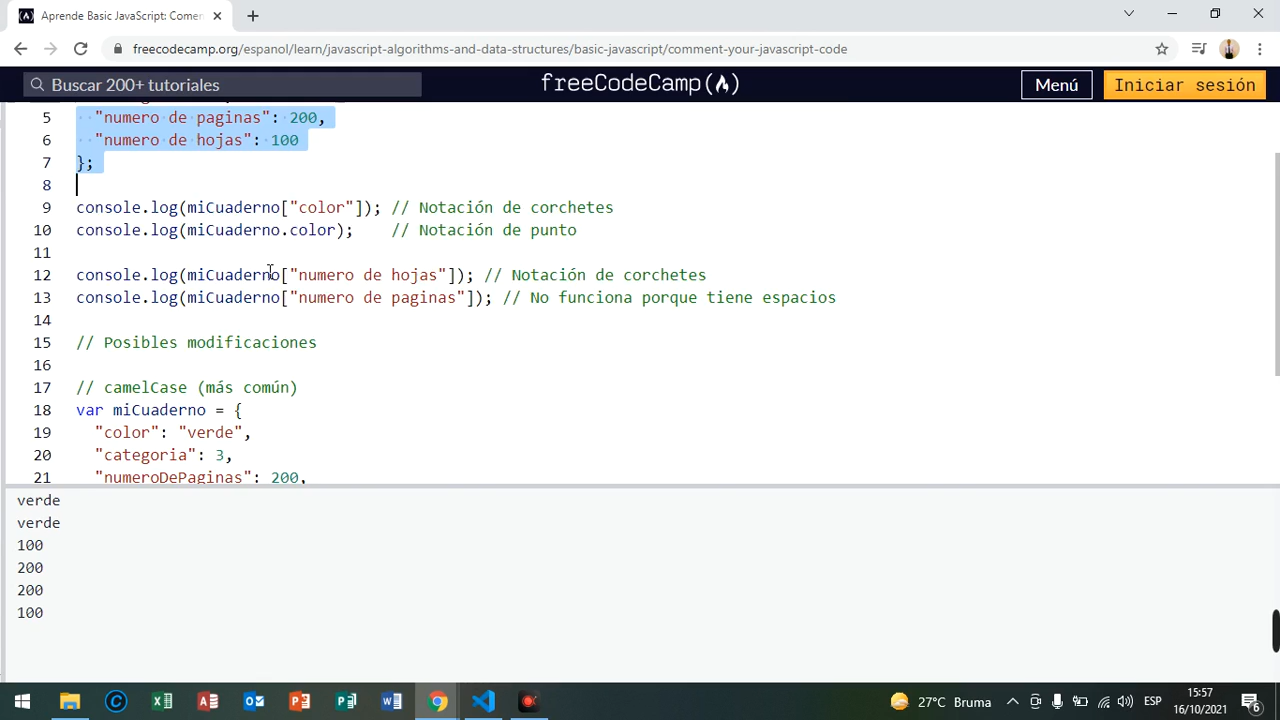 Aprende Basic JavaScript: Comen
freecodecamp.org/espanol/learn/javascript-algorithms-and-data-structures/basic-javascript/comment-your-javascript-code
Buscar 200+ tutoriales
freeCodeCamp(🔥)
Menú
Iniciar sesión
5 "numero de paginas": 200,
6 "numero de hojas": 100
7 };
8
9 console.log(miCuaderno["color"]); // Notación de corchetes
10 console.log(miCuaderno.color); // Notación de punto
11
12 console.log(miCuaderno["numero de hojas"]); // Notación de corchetes
13 console.log(miCuaderno["numero de paginas"]); // No funciona porque tiene espacios
14
15 // Posibles modificaciones
16
17 // camelCase (más común)
18 var miCuaderno = {
19 "color": "verde",
20 "categoria": 3,
21 "numeroDePaginas": 200,
verde
verde
100
200
200
100
27°C Bruma
ESP
15:57
16/10/2021
6